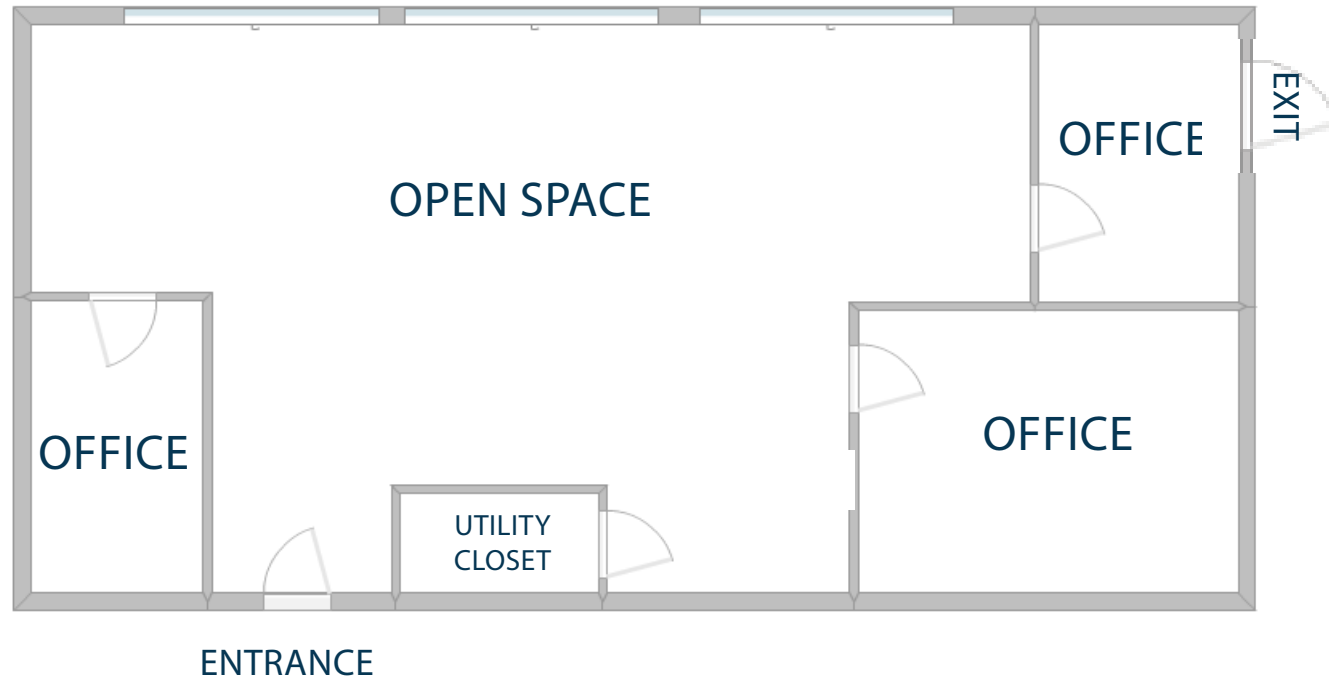 EXIT
OFFICE
OPEN SPACE
OFFICE
OFFICE
UTILITY
CLOSET
ENTRANCE